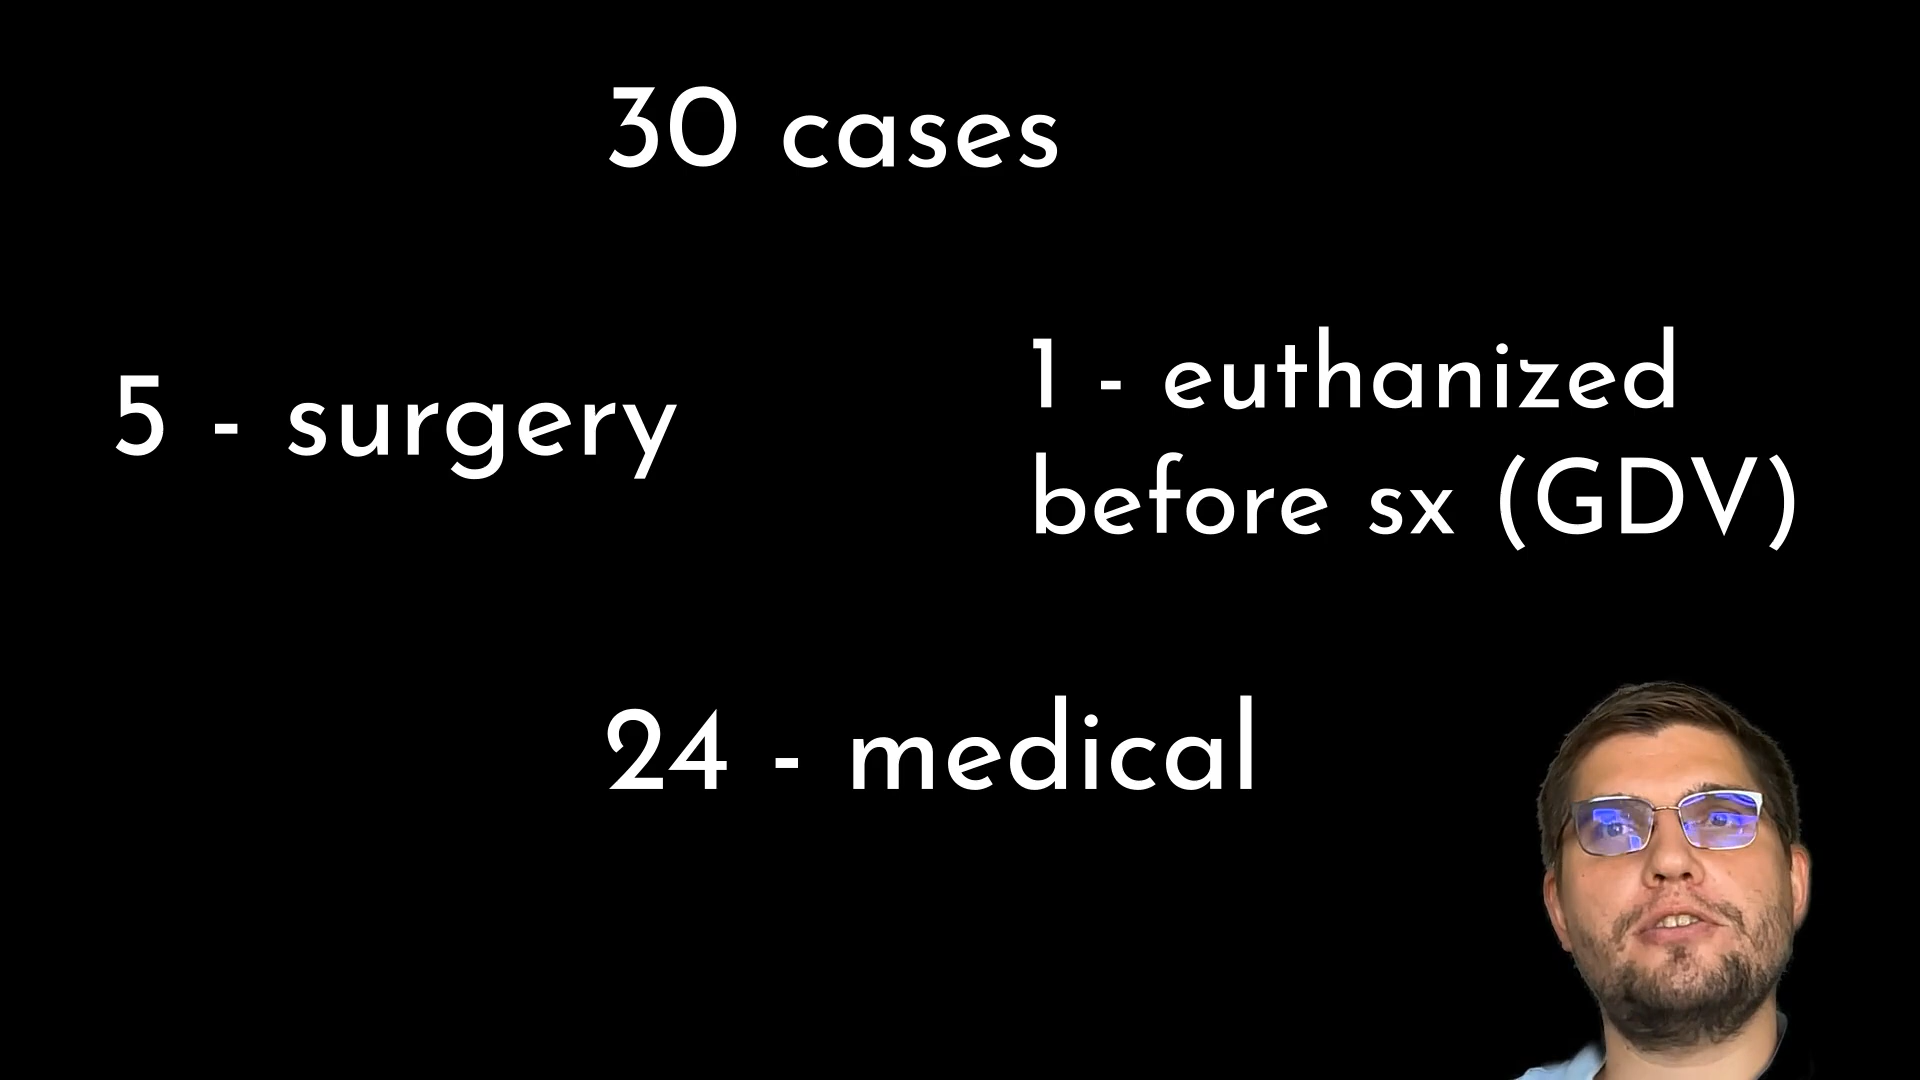 30 cases
5 - surgery
1 - euthanized
before sx (GDV)
24 - medical